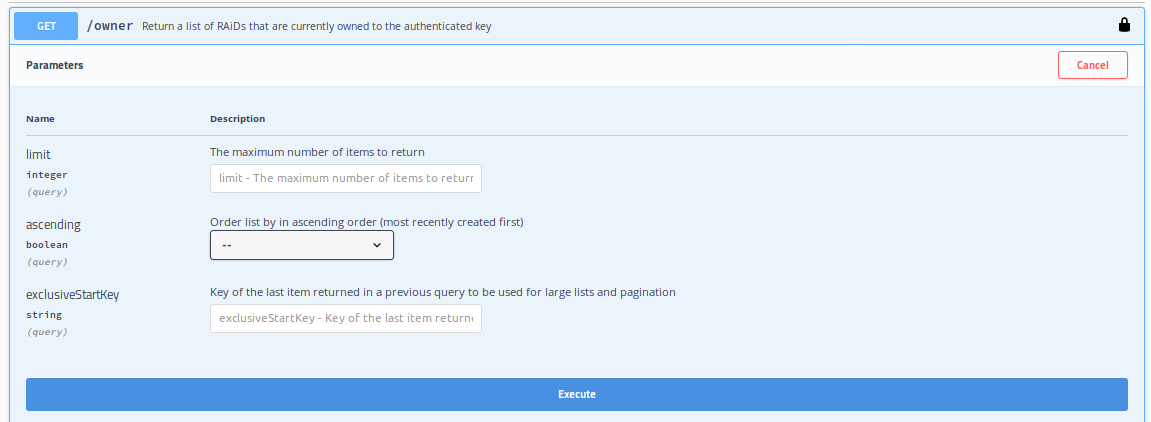 GET /owner Return a list of RAiDs that are currently owned to the authenticated key
Parameters Cancel
Name Description
limit The maximum number of items to return
integer limit - The maximum number of items to return
(query)
ascending Order list by in ascending order (most recently created first)
boolean --
(query)
exclusiveStartKey Key of the last item returned in a previous query to be used for large lists and pagination
string exclusiveStartKey - Key of the last item returne
(query)
Execute